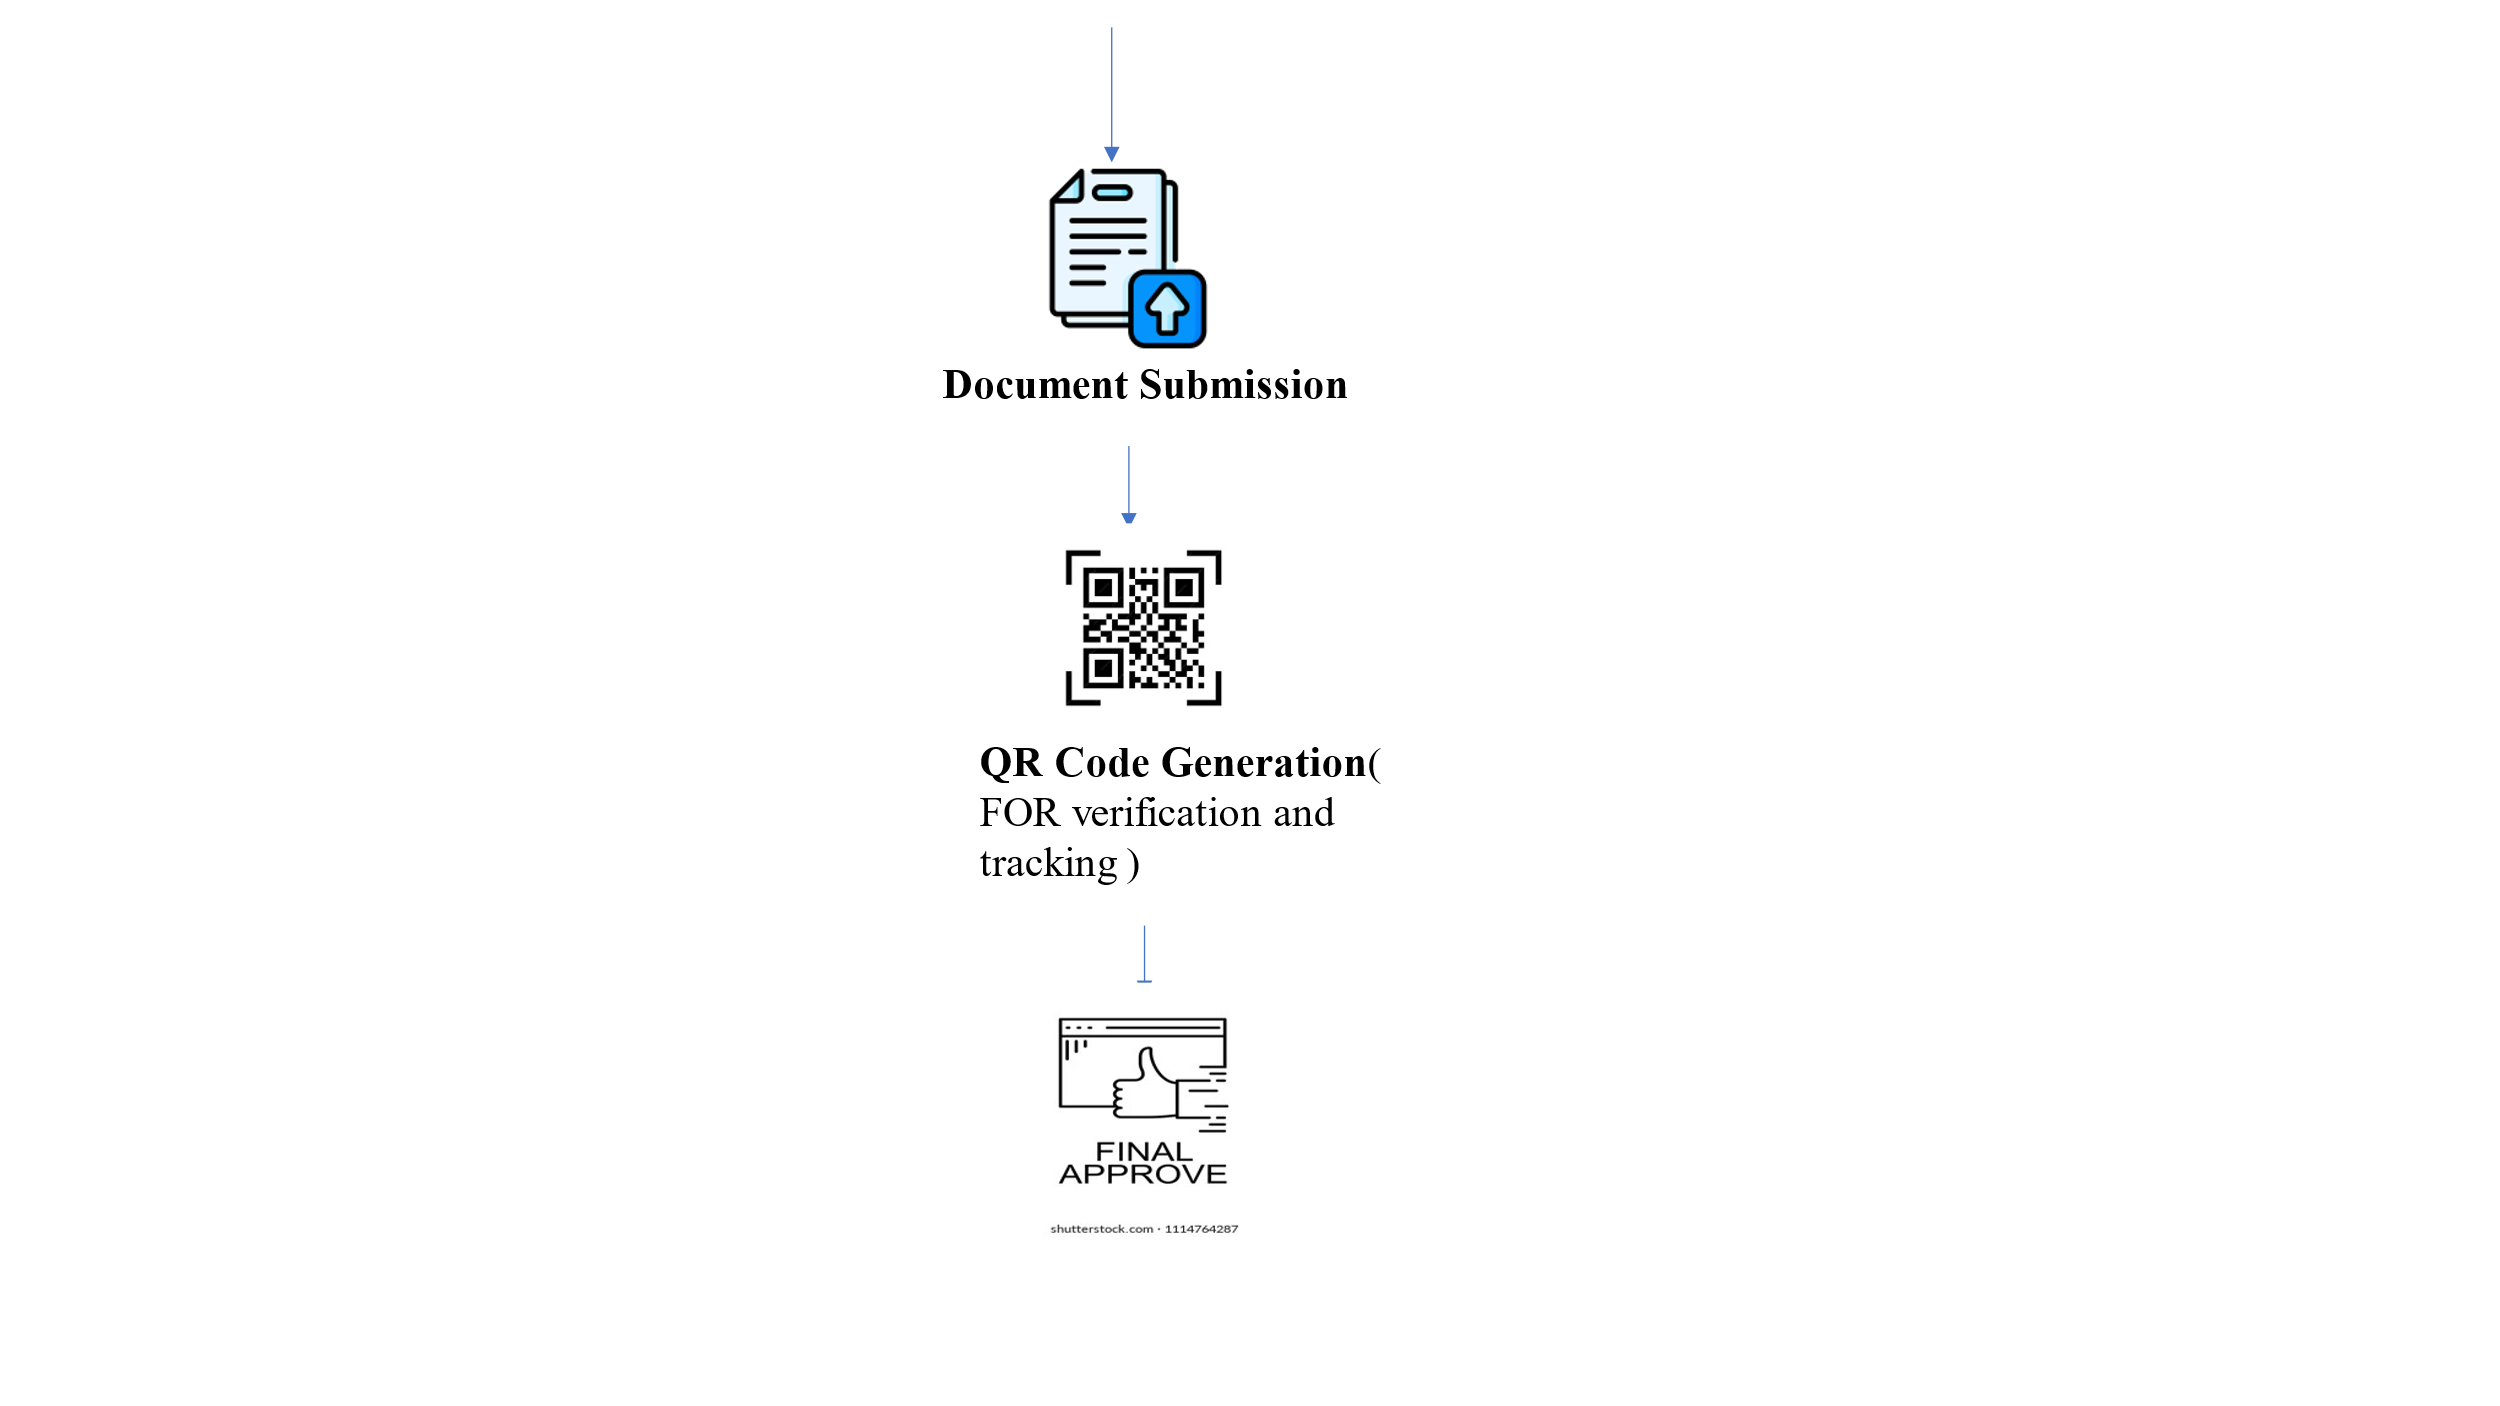 Document Submission
QR Code Generation(
FOR verification and
tracking )
FINAL
APPROVE
shutterstock.com · 1114764287